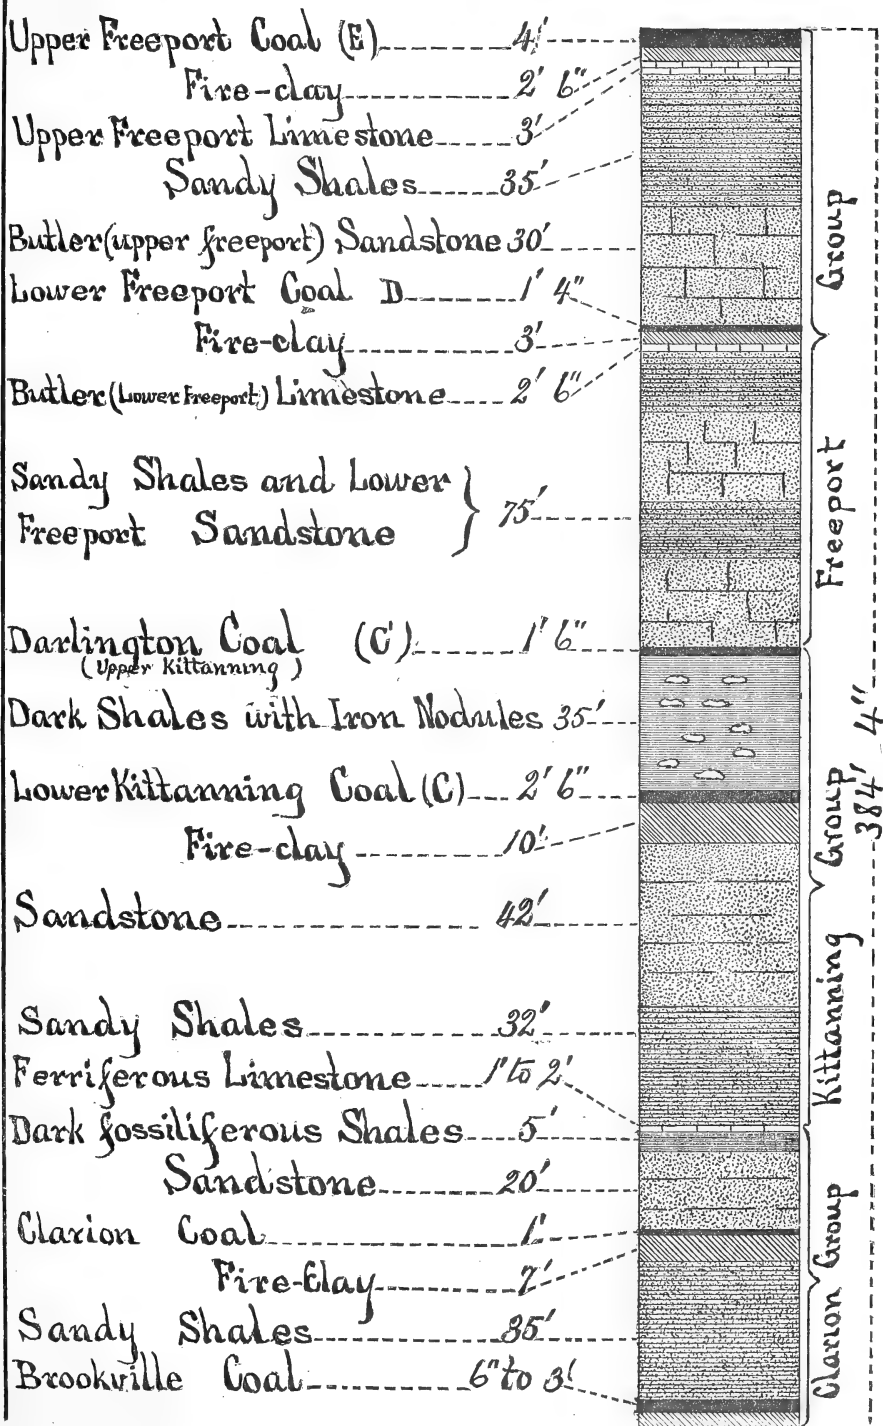 Upper Freeport Coal (E) 4'
Fire-clay 2' 6"
Upper Freeport Limestone 3'
Sandy Shales 35'
Butler (upper freeport) Sandstone 30'
Lower Freeport Coal D 1' 4"
Fire-clay 3'
Butler (Lower Freeport) Limestone 2' 6"
Sandy Shales and Lower
Freeport Sandstone 75'
Darlington Coal (C') 1' 6"
(Upper Kittanning)
Dark Shales with Iron Nodules 35'
Lower Kittanning Coal (C) 2' 6"
Fire-clay 10'
Sandstone 42'
Sandy Shales 32'
Ferriferous Limestone 1' to 2'
Dark fossiliferous Shales 5'
Sandstone 20'
Clarion Coal 1'
Fire-Clay 7'
Sandy Shales 35'
Brookville Coal 6" to 3'
Freeport Group
Kittanning Group
Clarion Group
384' 4"